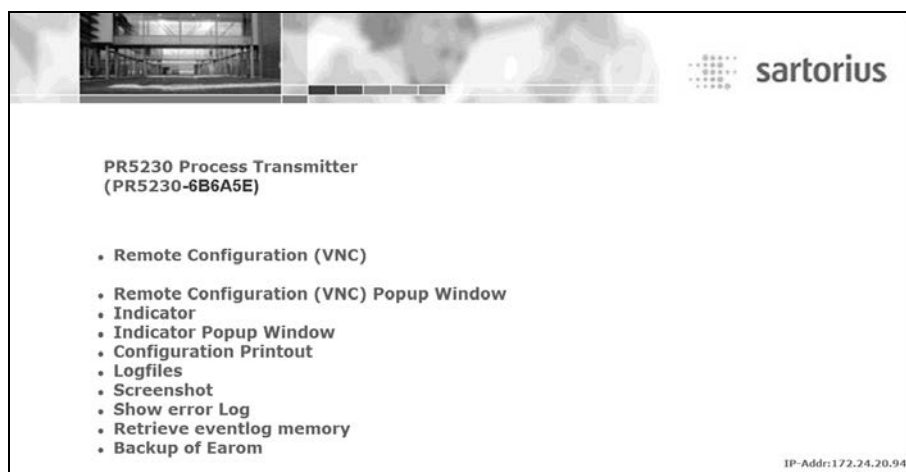 sartorius
PR5230 Process Transmitter
(PR5230-6B6A5E)
• Remote Configuration (VNC)
• Remote Configuration (VNC) Popup Window
• Indicator
• Indicator Popup Window
• Configuration Printout
• Logfiles
• Screenshot
• Show error Log
• Retrieve eventlog memory
• Backup of Earom
IP-Addr:172.24.20.94